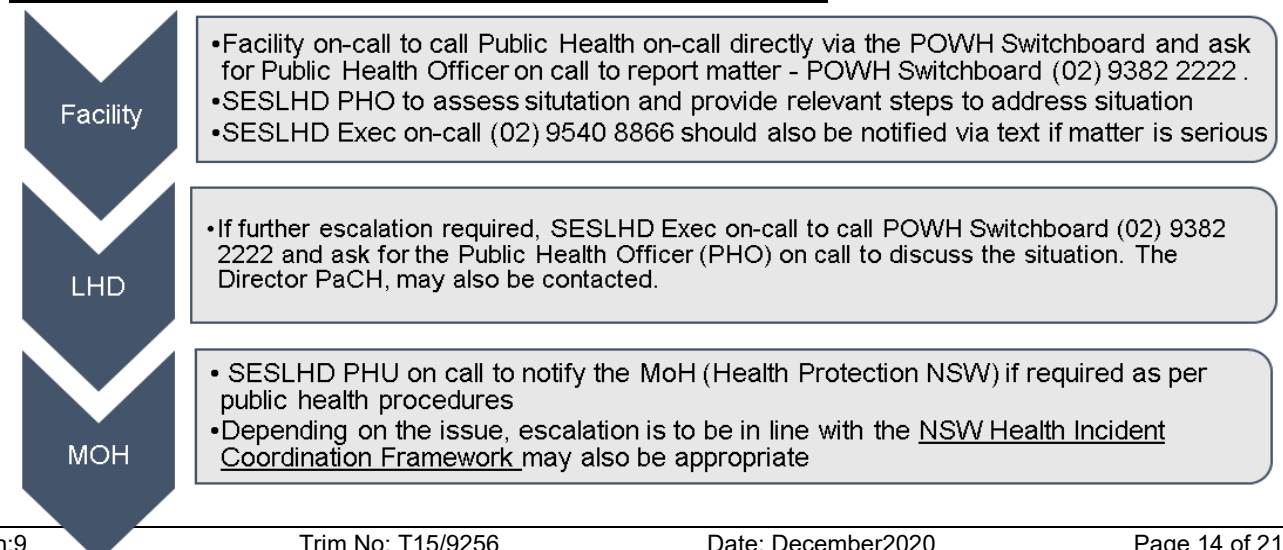 Facility
•Facility on-call to call Public Health on-call directly via the POWH Switchboard and ask
for Public Health Officer on call to report matter - POWH Switchboard (02) 9382 2222 .
•SESLHD PHO to assess situtation and provide relevant steps to address situation
•SESLHD Exec on-call (02) 9540 8866 should also be notified via text if matter is serious
LHD
•If further escalation required, SESLHD Exec on-call to call POWH Switchboard (02) 9382
2222 and ask for the Public Health Officer (PHO) on call to discuss the situation. The
Director PaCH, may also be contacted.
MOH
• SESLHD PHU on call to notify the MoH (Health Protection NSW) if required as per
public health procedures
•Depending on the issue, escalation is to be in line with the NSW Health Incident
Coordination Framework may also be appropriate
n:9 Trim No: T15/9256 Date: December2020 Page 14 of 21